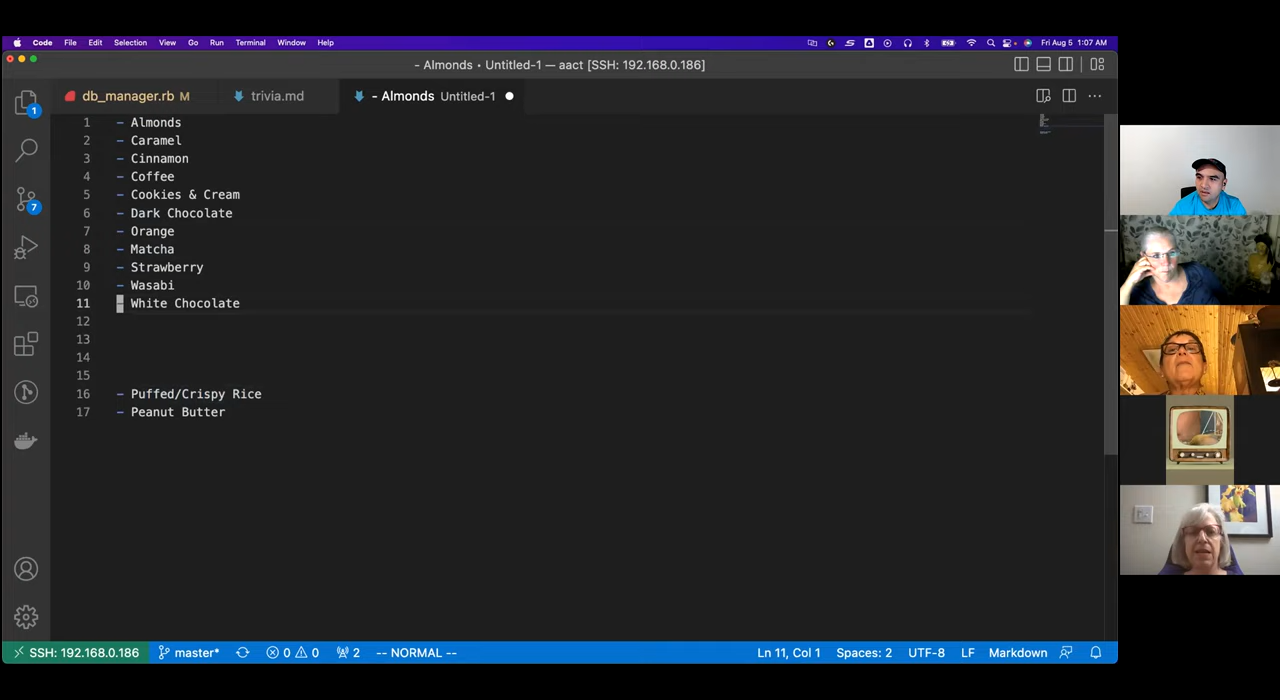 Code File Edit Selection View Go Run Terminal Window Help Fri Aug 5 1:07 AM
- Almonds • Untitled-1 — aact [SSH: 192.168.0.186]
db_manager.rb M trivia.md - Almonds Untitled-1
1 - Almonds
2 - Caramel
3 - Cinnamon
4 - Coffee
5 - Cookies & Cream
6 - Dark Chocolate
7 - Orange
8 - Matcha
9 - Strawberry
10 - Wasabi
11 - White Chocolate
12
13
14
15
16 - Puffed/Crispy Rice
17 - Peanut Butter
1
7
SSH: 192.168.0.186 master* 0 0 2 -- NORMAL -- Ln 11, Col 1 Spaces: 2 UTF-8 LF Markdown